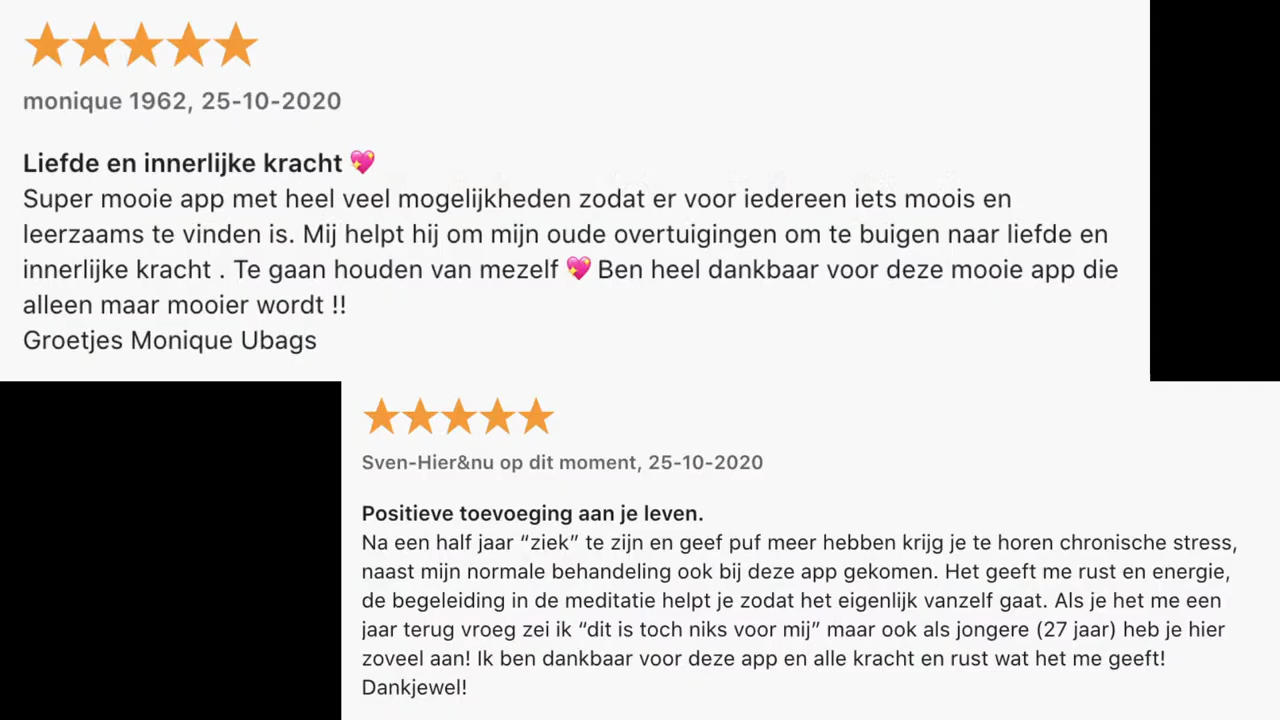 monique 1962, 25-10-2020
Liefde en innerlijke kracht 💖
Super mooie app met heel veel mogelijkheden zodat er voor iedereen iets moois en
leerzaams te vinden is. Mij helpt hij om mijn oude overtuigingen om te buigen naar liefde en
innerlijke kracht . Te gaan houden van mezelf 💖 Ben heel dankbaar voor deze mooie app die
alleen maar mooier wordt !!
Groetjes Monique Ubags
Sven-Hier&nu op dit moment, 25-10-2020
Positieve toevoeging aan je leven.
Na een half jaar “ziek” te zijn en geef puf meer hebben krijg je te horen chronische stress,
naast mijn normale behandeling ook bij deze app gekomen. Het geeft me rust en energie,
de begeleiding in de meditatie helpt je zodat het eigenlijk vanzelf gaat. Als je het me een
jaar terug vroeg zei ik “dit is toch niks voor mij” maar ook als jongere (27 jaar) heb je hier
zoveel aan! Ik ben dankbaar voor deze app en alle kracht en rust wat het me geeft!
Dankjewel!